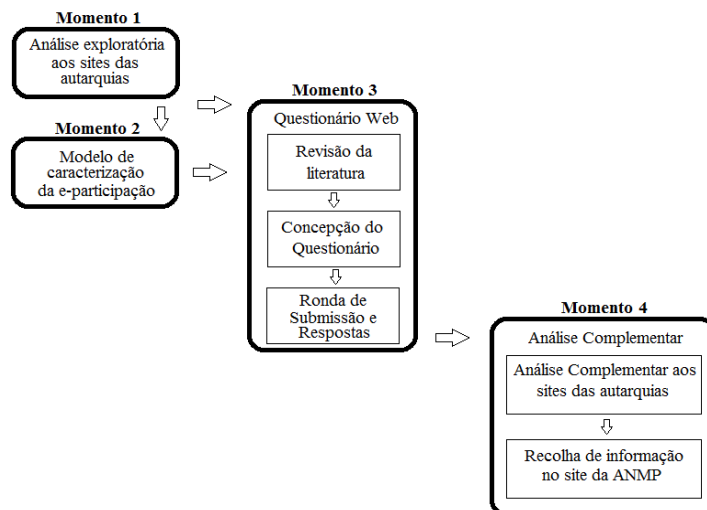 Momento 1
Análise exploratória
aos sites das
autarquias
Momento 2
Modelo de
caracterização
da e-participação
Momento 3
Questionário Web
Revisão da
literatura
Concepção do
Questionário
Ronda de
Submissão e
Respostas
Momento 4
Análise Complementar
Análise Complementar aos
sites das autarquias
Recolha de informação
no site da ANMP